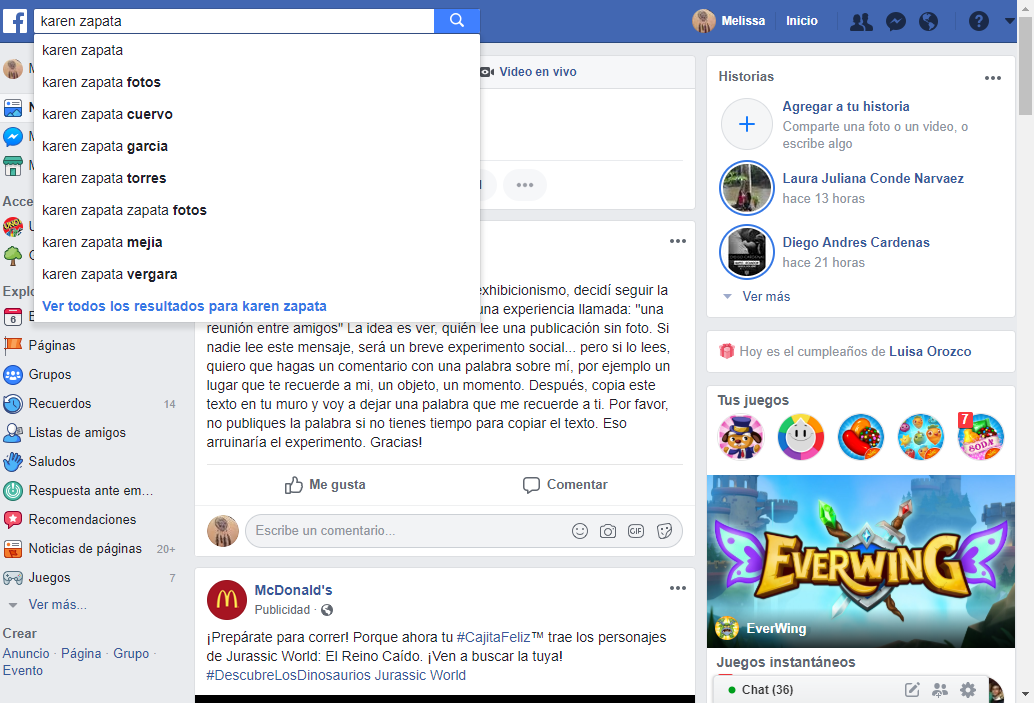 karen zapata
Melissa
Inicio
karen zapata
karen zapata fotos
karen zapata cuervo
karen zapata garcia
karen zapata torres
karen zapata zapata fotos
karen zapata mejia
karen zapata vergara
Ver todos los resultados para karen zapata
Video en vivo
exhibicionismo, decidí seguir la
una experiencia llamada: "una
reunión entre amigos" La idea es ver, quién lee una publicación sin foto. Si
nadie lee este mensaje, será un breve experimento social... pero si lo lees,
quiero que hagas un comentario con una palabra sobre mí, por ejemplo un
lugar que te recuerde a mi, un objeto, un momento. Después, copia este
texto en tu muro y voy a dejar una palabra que me recuerde a ti. Por favor,
no publiques la palabra si no tienes tiempo para copiar el texto. Eso
arruinaría el experimento. Gracias!
Me gusta
Comentar
Escribe un comentario...
GIF
McDonald's
Publicidad ·
¡Prepárate para correr! Porque ahora tu #CajitaFeliz™ trae los personajes
de Jurassic World: El Reino Caído. ¡Ven a buscar la tuya!
#DescubreLosDinosaurios Jurassic World
Páginas
Grupos
Recuerdos 14
Listas de amigos
Saludos
Respuesta ante em...
Recomendaciones
Noticias de páginas 20+
Juegos 7
Ver más...
Crear
Anuncio · Página · Grupo ·
Evento
Historias
Agregar a tu historia
Comparte una foto o un video, o
escribe algo
Laura Juliana Conde Narvaez
hace 13 horas
Diego Andres Cardenas
hace 21 horas
Ver más
Hoy es el cumpleaños de Luisa Orozco
Tus juegos
7
EVERWING
EverWing
Juegos instantáneos
Chat (36)